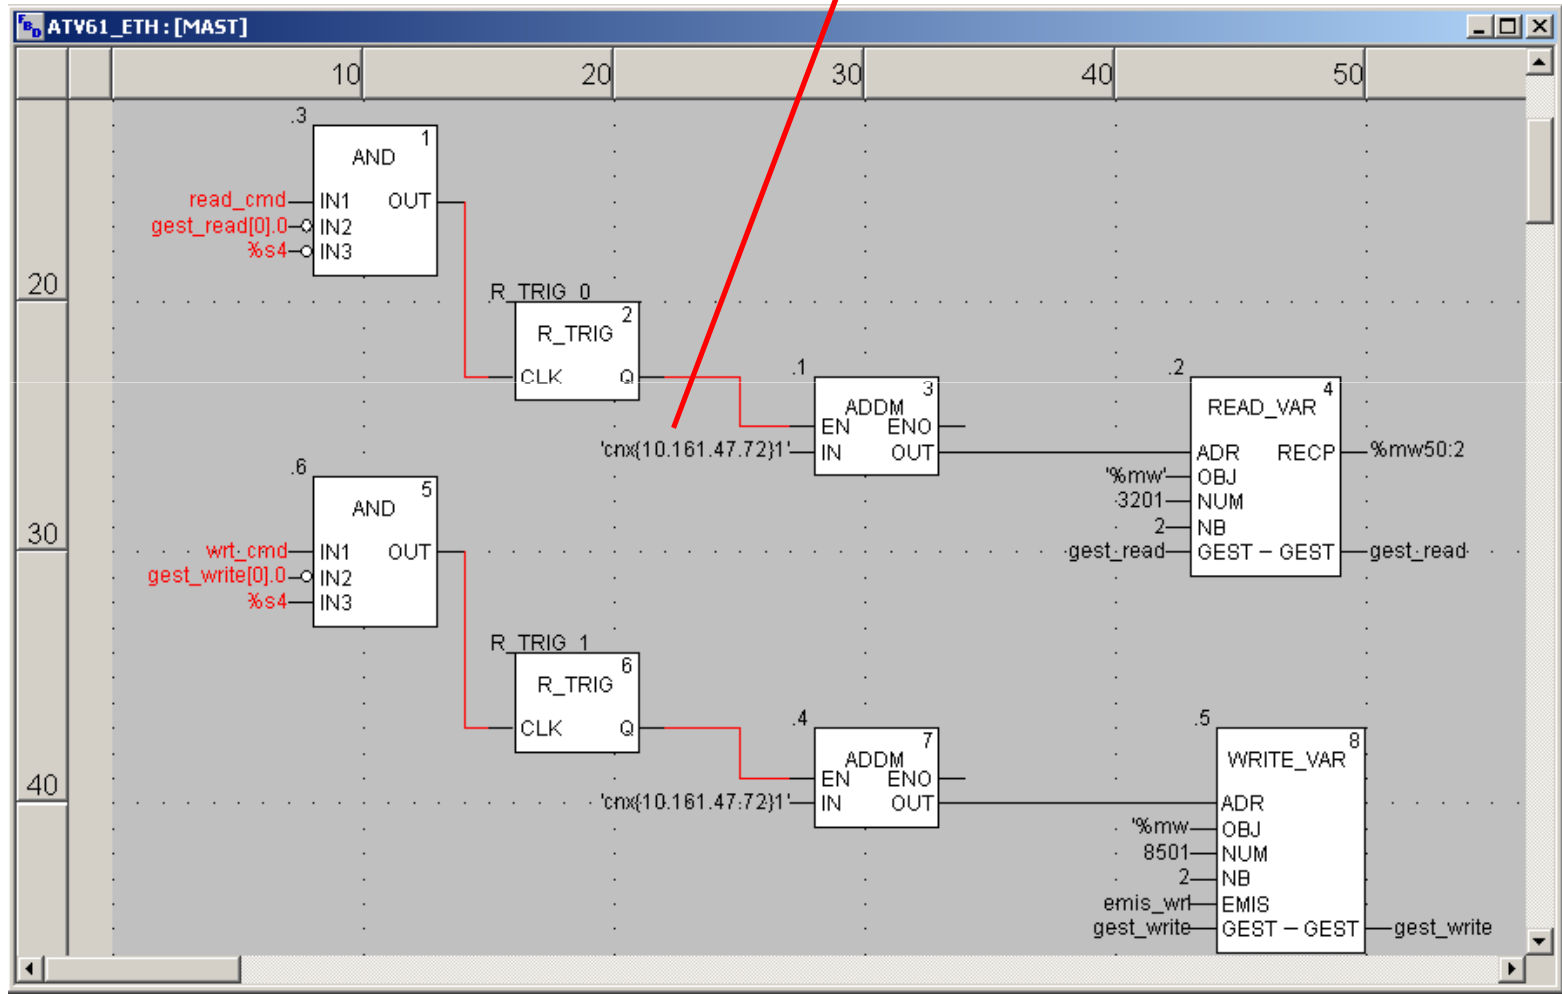 FBD ATV61_ETH : [MAST]
10 20 30 40 50
.3
1
AND
read_cmd IN1 OUT
gest_read[0].0 IN2
%s4 IN3
20
R_TRIG_0
2
R_TRIG
CLK Q
.1
3
ADDM
EN ENO
'cnx{10.161.47.72}1' IN OUT
.2
4
READ_VAR
ADR RECP %mw50:2
'%mw' OBJ
3201 NUM
2 NB
gest_read GEST – GEST gest_read
.6
5
AND
30
wrt_cmd IN1 OUT
gest_write[0].0 IN2
%s4 IN3
R_TRIG_1
6
R_TRIG
CLK Q
.4
7
ADDM
EN ENO
'cnx{10.161.47.72}1' IN OUT
40
.5
8
WRITE_VAR
ADR
'%mw OBJ
8501 NUM
2 NB
emis_wrt EMIS
gest_write GEST – GEST gest_write